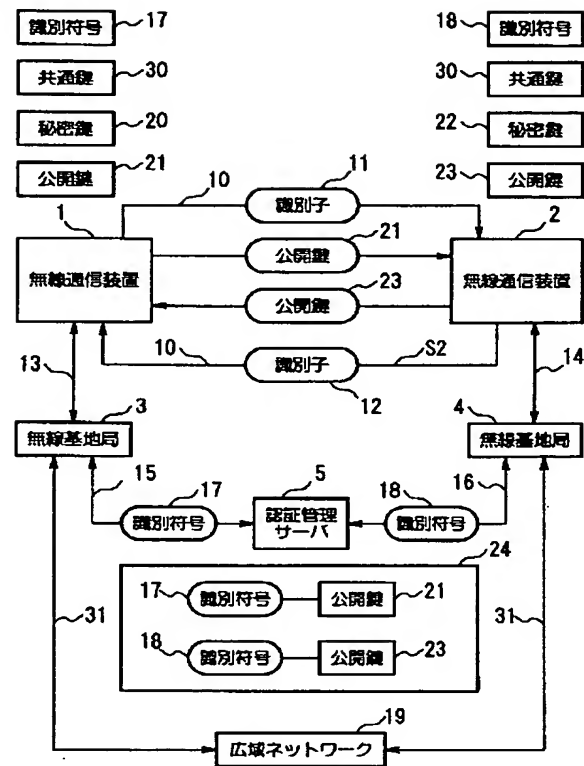 識別符号 17
18 識別符号
共通鍵 30
30 共通鍵
秘密鍵 20
22 秘密鍵
公開鍵 21
23 公開鍵
10 11
識別子
1 2
21
公開鍵
無線通信装置
無線通信装置
23
公開鍵
10 識別子 S2
12
13 14
3 4
無線基地局
無線基地局
15 17 5 18 16
識別符号
認証管理
サーバ
識別符号
24
17 識別符号 公開鍵 21
18 識別符号 公開鍵 23
31 31
19
広域ネットワーク